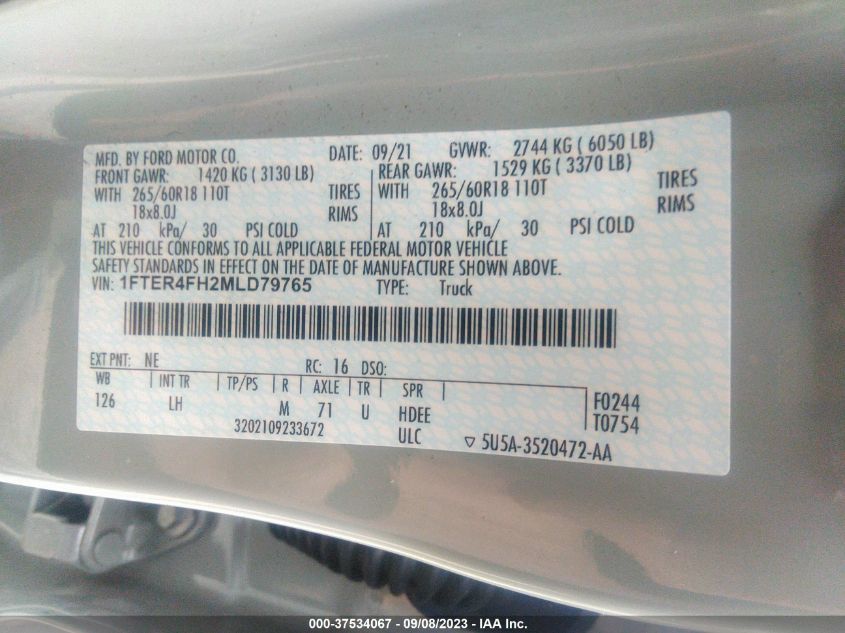 MFD. BY FORD MOTOR CO. DATE: 09/21 GVWR: 2744 KG ( 6050 LB)
FRONT GAWR: 1420 KG ( 3130 LB) REAR GAWR: 1529 KG ( 3370 LB)
WITH 265/60R18 110T TIRES WITH 265/60R18 110T TIRES
18x8.0J RIMS 18x8.0J RIMS
AT 210 kPa/ 30 PSI COLD AT 210 kPa/ 30 PSI COLD
THIS VEHICLE CONFORMS TO ALL APPLICABLE FEDERAL MOTOR VEHICLE
SAFETY STANDARDS IN EFFECT ON THE DATE OF MANUFACTURE SHOWN ABOVE.
VIN: 1FTER4FH2MLD79765 TYPE: Truck
EXT PNT: NE RC: 16 DSO:
WB INT TR TP/PS R AXLE TR SPR
126 LH M 71 U HDEE F0244
3202109233672 ULC T0754
▽ 5U5A-3520472-AA
000-37534067 - 09/08/2023 - IAA Inc.